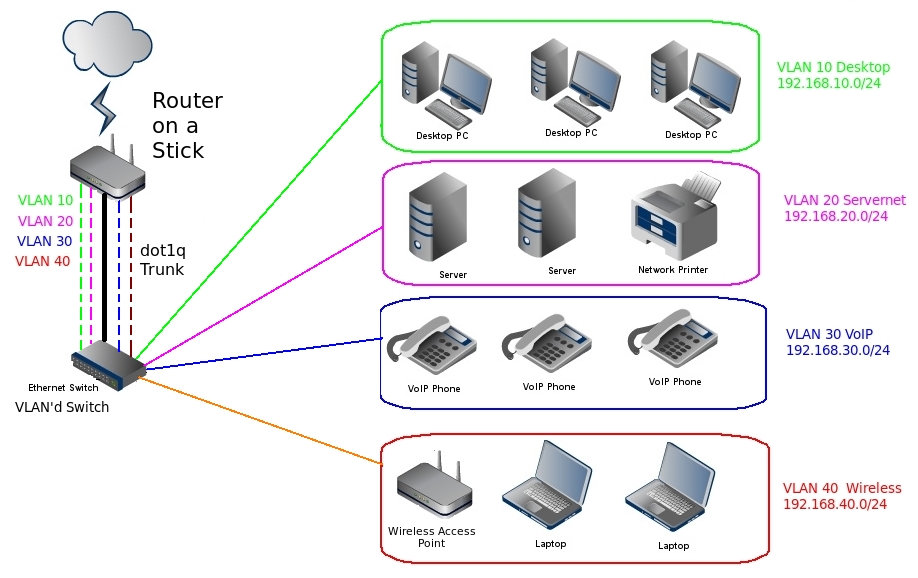 Router
on a
Stick
VLAN 10
VLAN 20
VLAN 30
VLAN 40
dot1q
Trunk
Ethernet Switch
VLAN'd Switch
Desktop PC
Desktop PC
Desktop PC
VLAN 10 Desktop
192.168.10.0/24
Server
Server
Network Printer
VLAN 20 Servernet
192.168.20.0/24
VoIP Phone
VoIP Phone
VoIP Phone
VLAN 30 VoIP
192.168.30.0/24
Wireless Access
Point
Laptop
Laptop
VLAN 40 Wireless
192.168.40.0/24